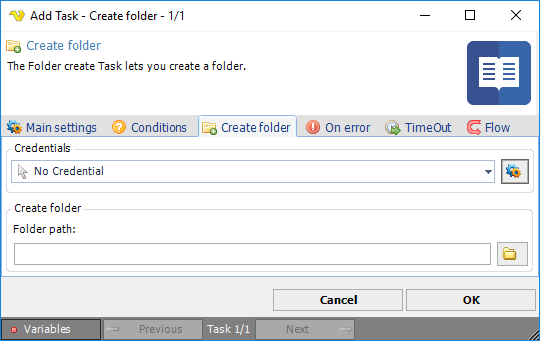 Add Task - Create folder - 1/1
Create folder
The Folder create Task lets you create a folder.
Main settings Conditions Create folder On error TimeOut Flow
Credentials
No Credential
Create folder
Folder path:
Cancel OK
Variables Previous Task 1/1 Next